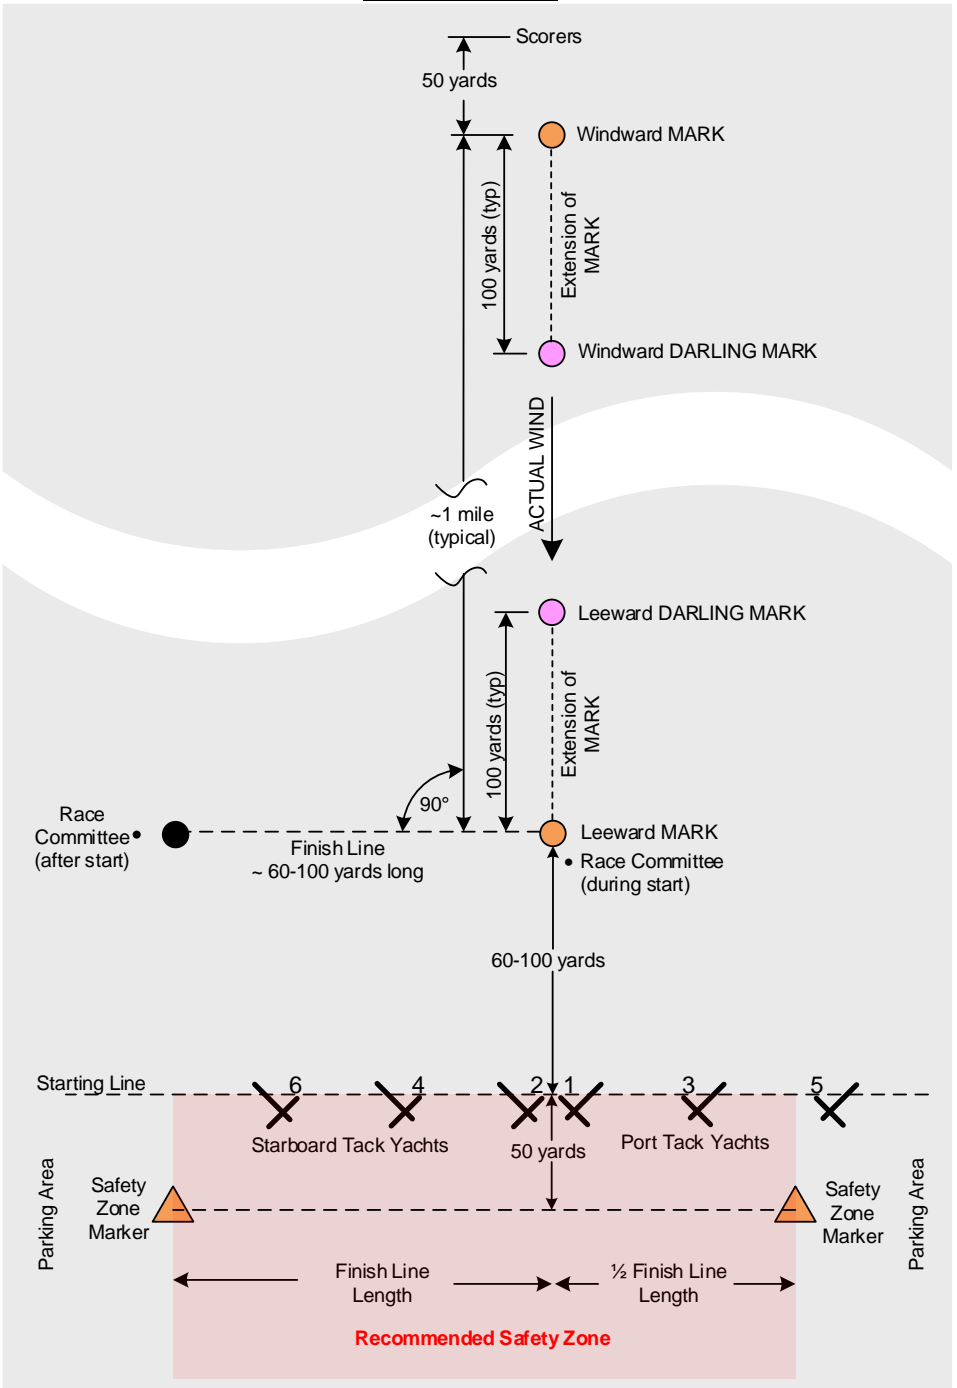 Scorers
50 yards
Windward MARK
100 yards (typ)
Extension of
MARK
Windward DARLING MARK
ACTUAL WIND
~1 mile
(typical)
Leeward DARLING MARK
100 yards (typ)
Extension of
MARK
90°
Race
Committee
(after start)
Finish Line
~ 60-100 yards long
Leeward MARK
Race Committee
(during start)
60-100 yards
Starting Line
6
4
2
1
3
5
Starboard Tack Yachts
50 yards
Port Tack Yachts
Parking Area
Safety
Zone
Marker
Safety
Zone
Marker
Parking Area
Finish Line
Length
½ Finish Line
Length
Recommended Safety Zone